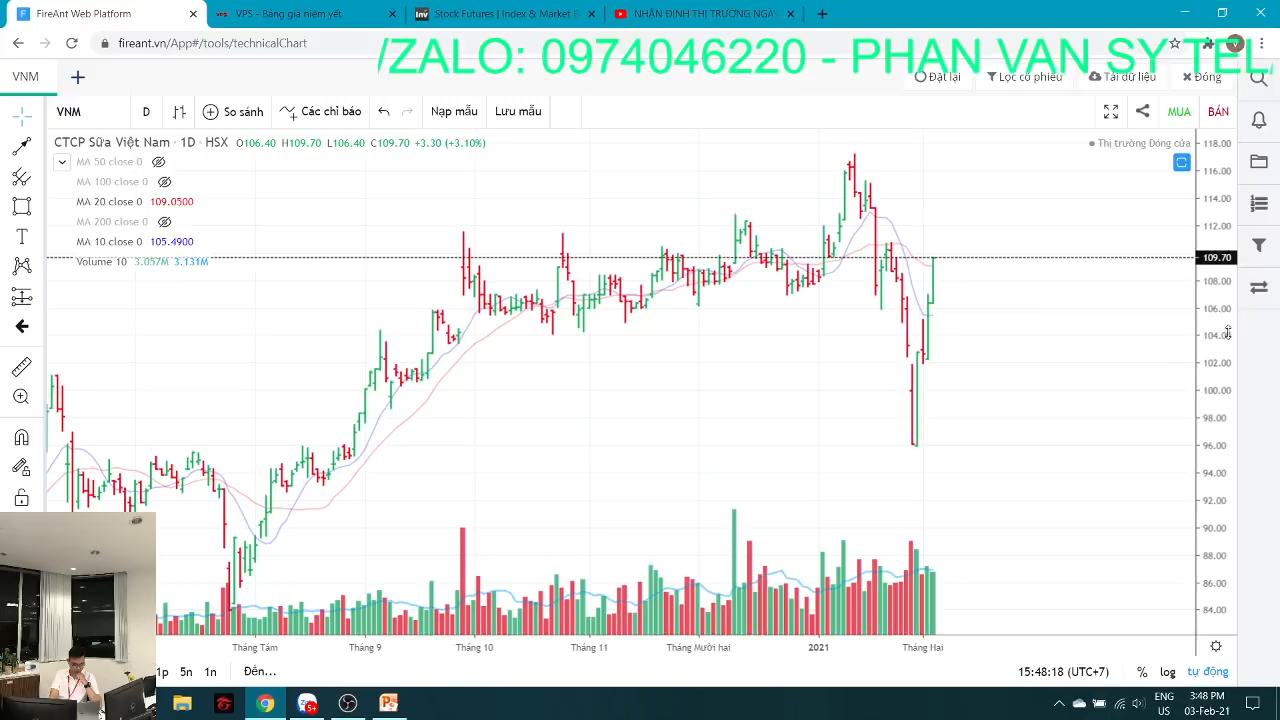 FireAnt Web Platform
VPS - Bảng giá niêm yết
Stock Futures | Index & Market
NHẬN ĐỊNH THỊ TRƯỜNG NGAY
fireant.vn/App#/tools/technicalChart
/ZALO: 0974046220 - PHAN VAN SY TEL
VNM
Đặt lại
Lọc cổ phiếu
Tải dữ liệu
Đóng
VNM D So sánh Các chỉ báo Nạp mẫu Lưu mẫu MUA BÁN
CTCP Sữa Việt Nam · 1D · HSX O106.40 H109.70 L106.40 C109.70 +3.30 (+3.10%)
Thị trường Đóng cửa
MA 50 close 0
MA 100 close 0
MA 20 close 0 109.0500
MA 200 close 0
MA 10 close 0 105.4900
Volume 10 3.057M 3.131M
118.00
116.00
114.00
112.00
109.70
108.00
106.00
104.00
102.00
100.00
98.00
96.00
94.00
92.00
90.00
88.00
86.00
84.00
Tháng Tám Tháng 9 Tháng 10 Tháng 11 Tháng Mười hai 2021 Tháng Hai
1p 5n 1n Đến... 15:48:18 (UTC+7) % log tự động
ENG
US
3:48 PM
03-Feb-21